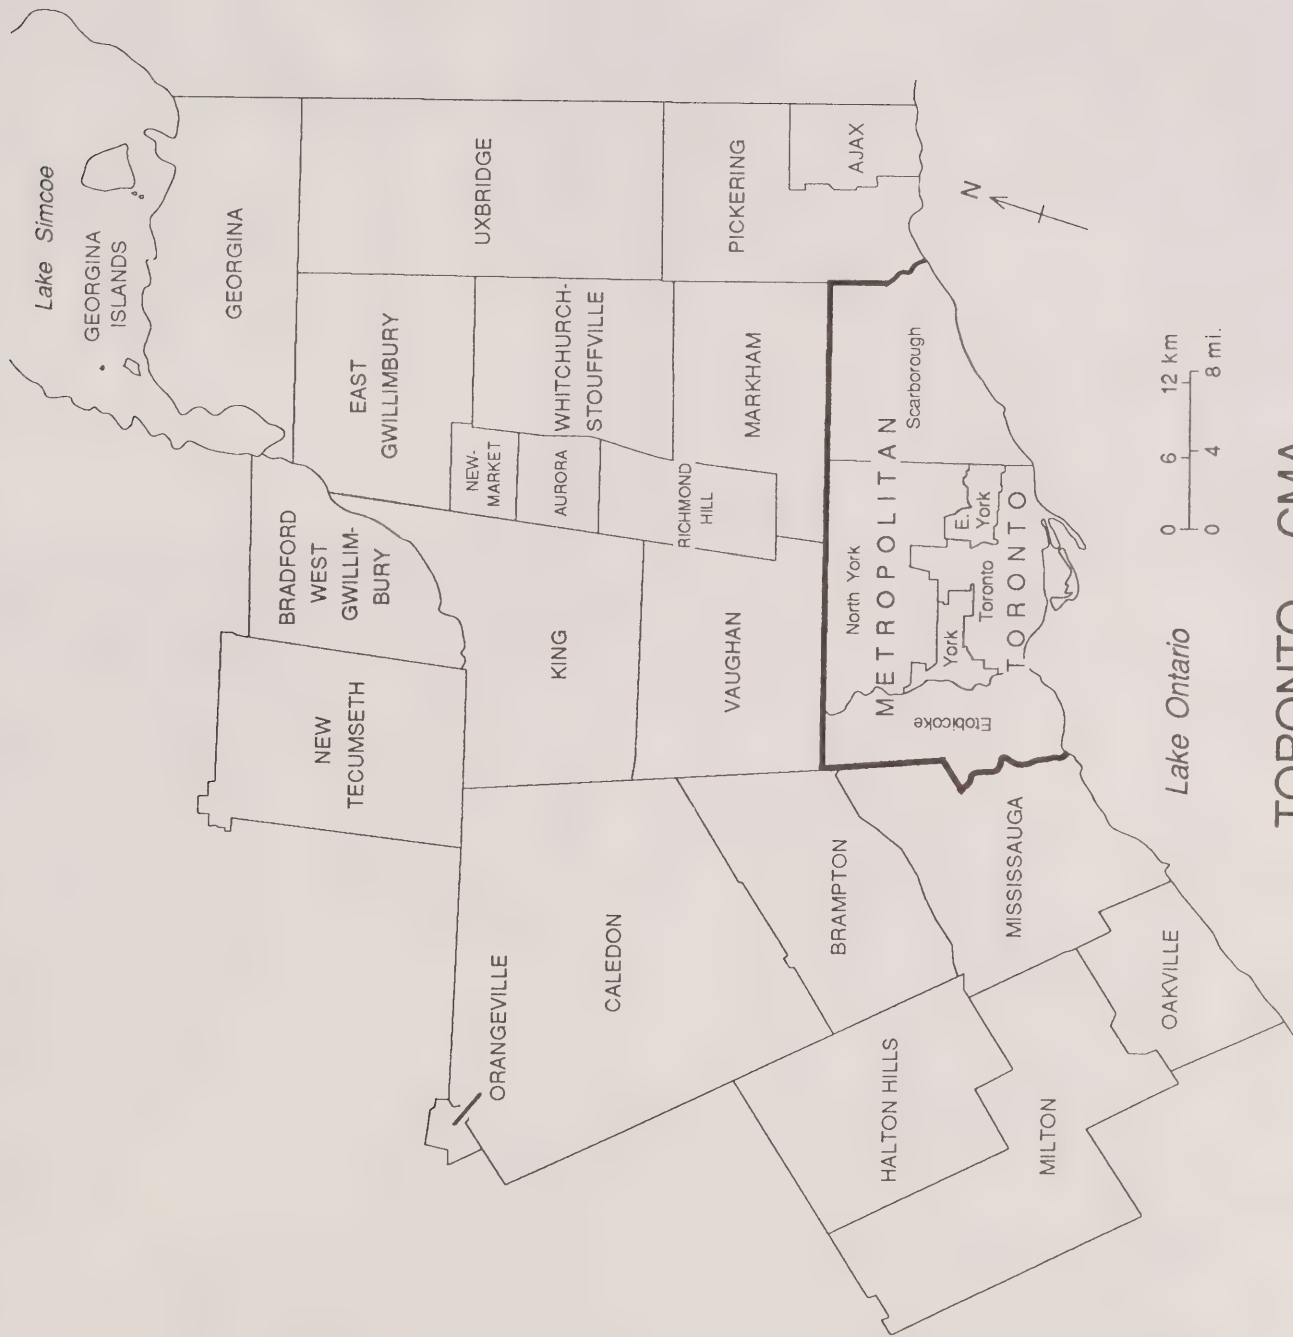 Lake Simcoe
GEORGINA
ISLANDS
GEORGINA
BRADFORD
WEST
GWILLIM-
BURY
NEW
TECUMSETH
EAST
GWILLIMBURY
UXBRIDGE
NEW-
MARKET
ORANGEVILLE
WHITCHURCH-
STOUFFVILLE
AURORA
KING
CALEDON
RICHMOND
HILL
VAUGHAN
MARKHAM
PICKERING
AJAX
BRAMPTON
North York
METROPOLITAN
Scarborough
Etobicoke
York
E.
York
Toronto
TORONTO
HALTON HILLS
MISSISSAUGA
MILTON
OAKVILLE
N
Lake Ontario
0 6 12 km
0 4 8 mi.
TORONTO CMA